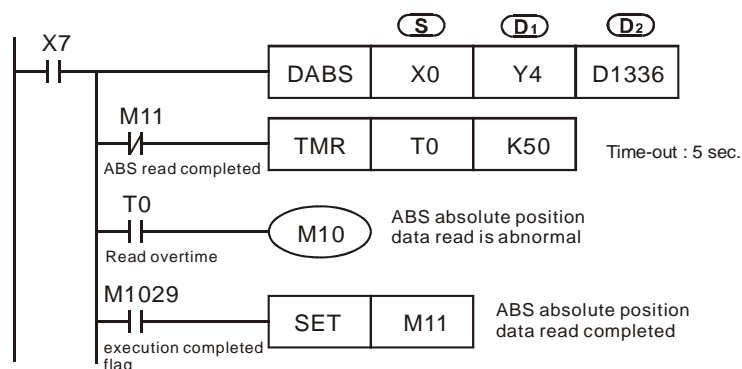 S D1 D2
X7
DABS X0 Y4 D1336
M11
TMR T0 K50 Time-out : 5 sec.
ABS read completed
T0
M10 ABS absolute position
data read is abnormal
Read overtime
M1029
SET M11 ABS absolute position
data read completed
execution completed
flag